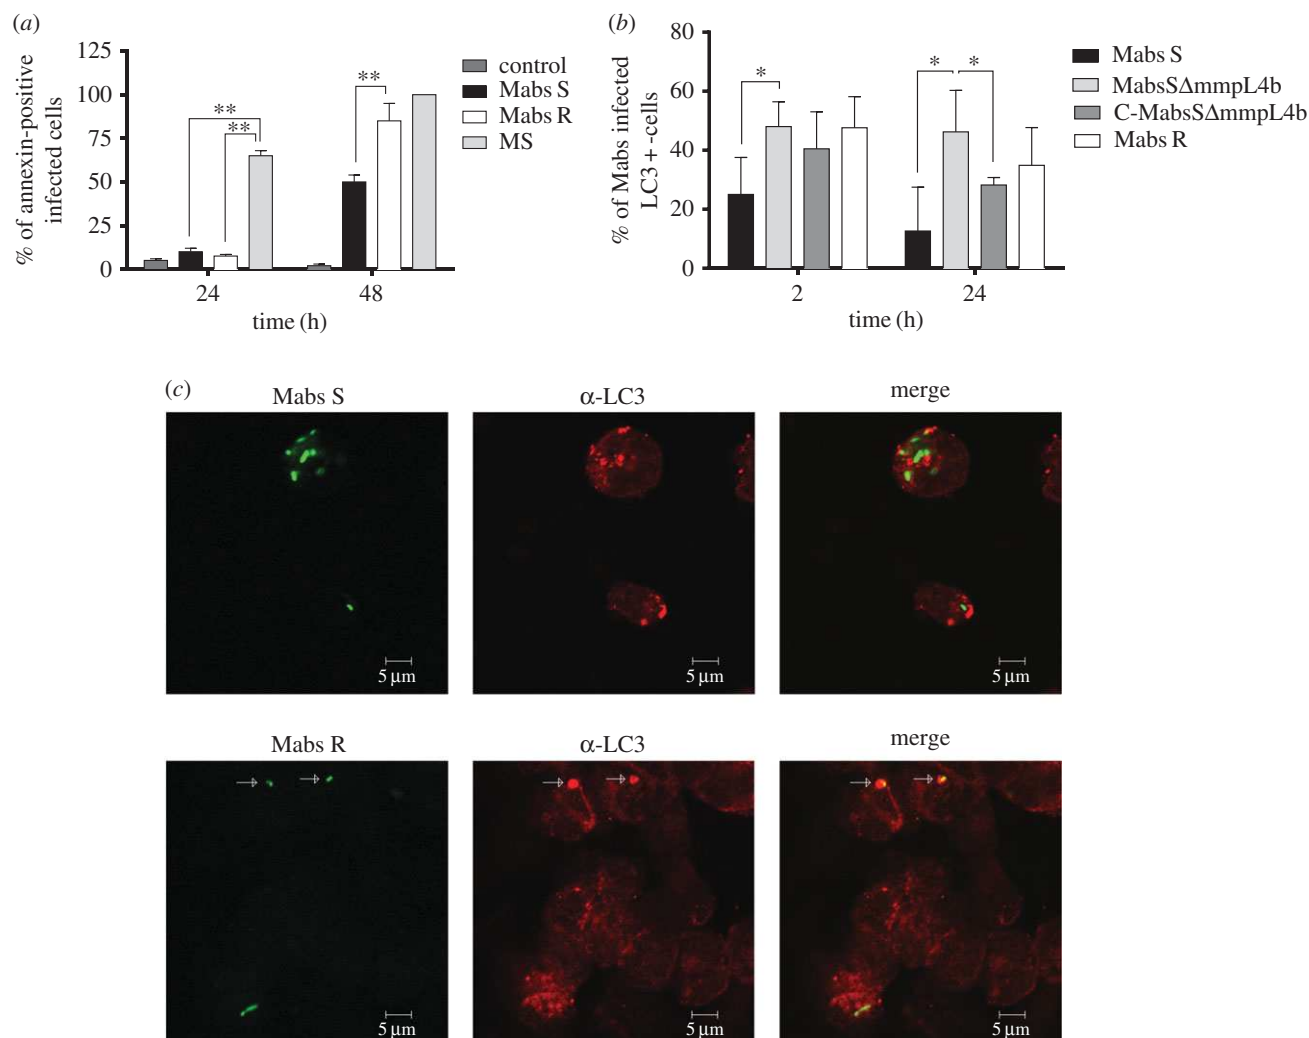 (a)
% of annexin-positive
infected cells
125
100
75
50
25
0
** 
**
**
24
48
time (h)
control
Mabs S
Mabs R
MS
(b)
% of Mabs infected
LC3 + -cells
80
60
40
20
0
*
*
*
2
24
time (h)
Mabs S
MabsSΔmmpL4b
C-MabsSΔmmpL4b
Mabs R
(c)
Mabs S
α-LC3
merge
5 μm
5 μm
5 μm
Mabs R
α-LC3
merge
5 μm
5 μm
5 μm